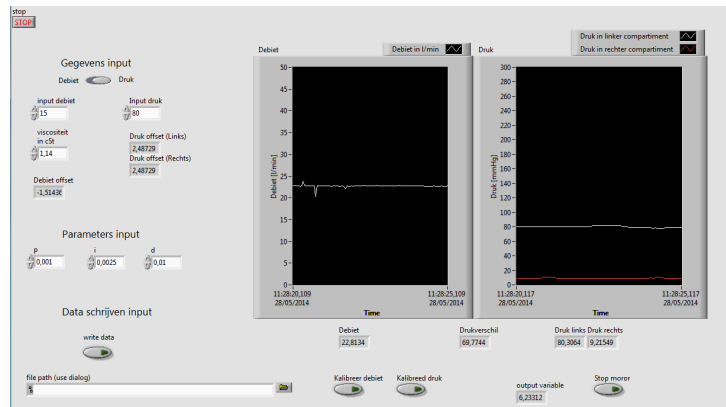 stop
STOP!
Gegevens input
Debiet Druk
input debiet
15
Input druk
80
viscositeit
in cSt
1,14
Druk offset (Links)
2,48729
Druk offset (Rechts)
2,48729
Debiet offset
-1,51436
Parameters input
p
0,001
i
0,0025
d
0,01
Data schrijven input
write data
file path (use dialog)
Debiet
Debiet in l/min
50
45
40
35
30
25
20
15
10
5
0
Debiet [l/min]
11:28:20,109
28/05/2014
11:28:25,109
28/05/2014
Time
Druk
Druk in linker compartiment
Druk in rechter compartiment
300
280
260
240
220
200
180
160
140
120
100
80
60
40
20
0
Druk [mmHg]
11:28:20,117
28/05/2014
11:28:25,117
28/05/2014
Time
Debiet
22,8134
Drukverschil
69,7744
Druk links Druk rechts
80,3064 9,21549
Kalibreer debiet
Kalibreed druk
output variable
6,23312
Stop moror